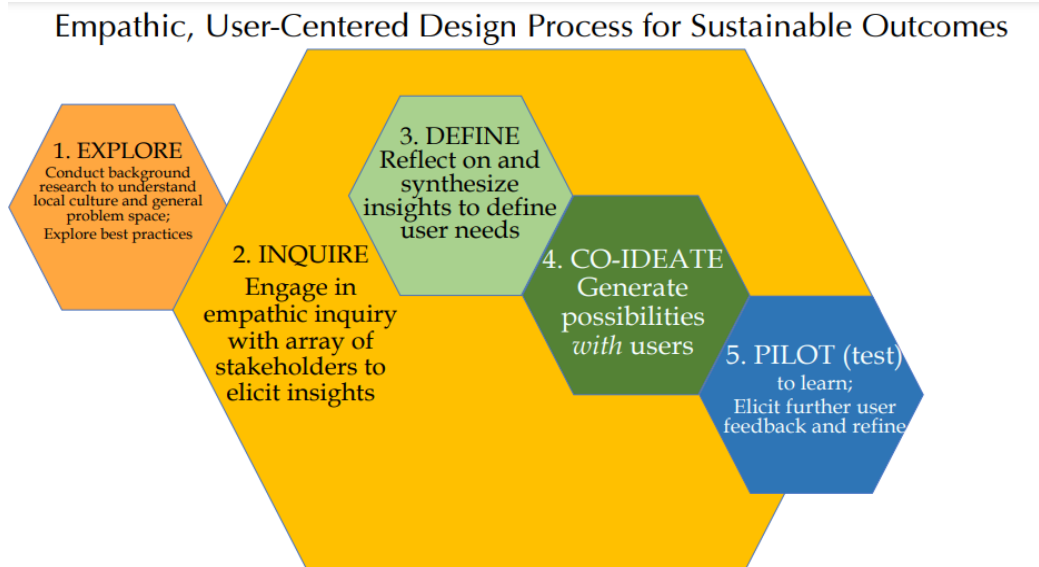 Empathic, User-Centered Design Process for Sustainable Outcomes
1. EXPLORE
Conduct background
research to understand
local culture and general
problem space;
Explore best practices
2. INQUIRE
Engage in
empathic inquiry
with array of
stakeholders to
elicit insights
3. DEFINE
Reflect on and
synthesize
insights to define
user needs
4. CO-IDEATE
Generate
possibilities
with users
5. PILOT (test)
to learn;
Elicit further user
feedback and refine